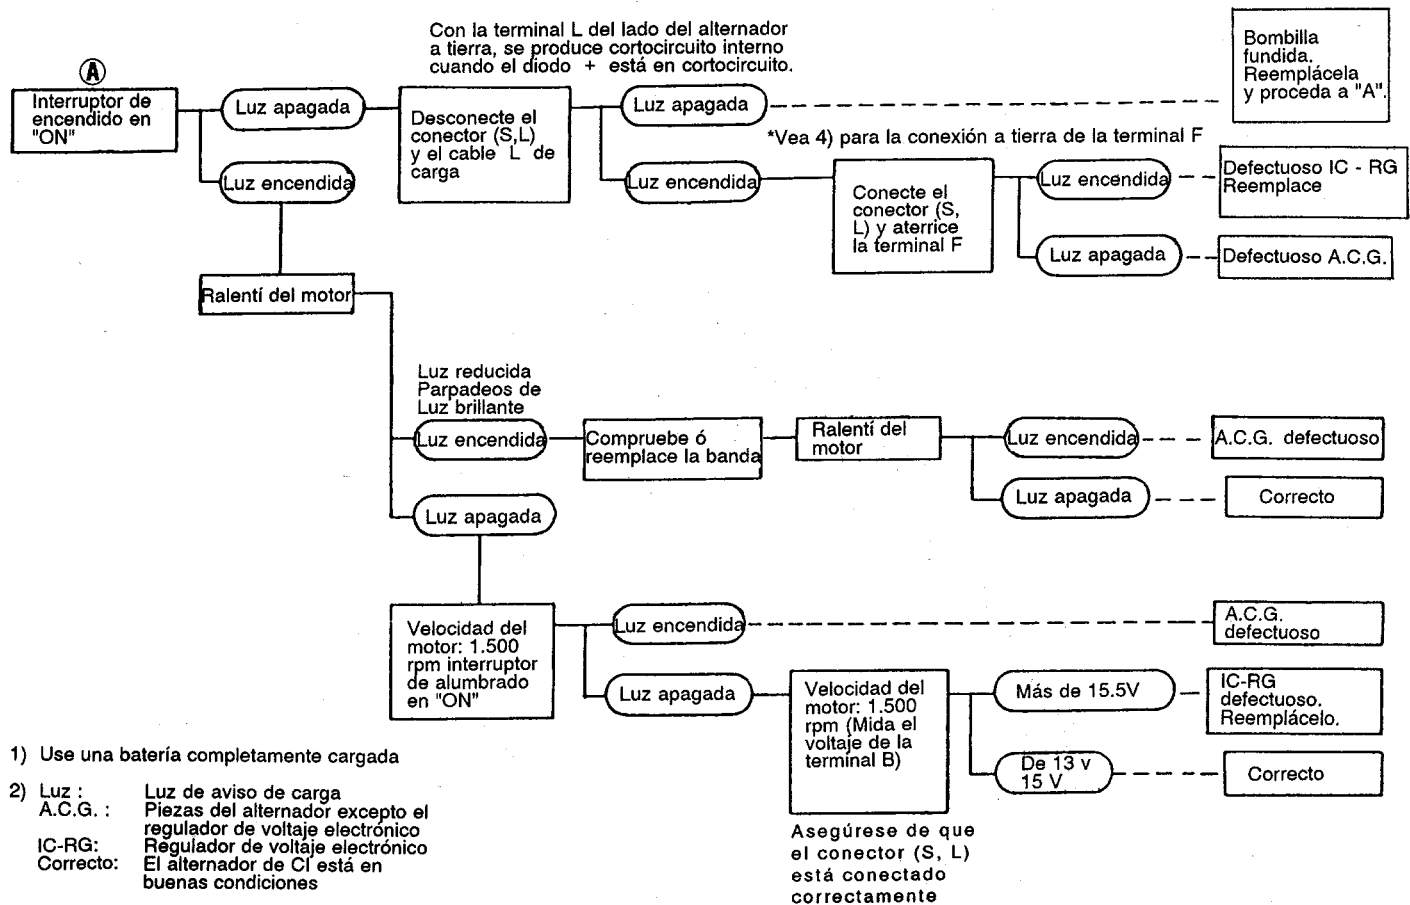 Con la terminal L del lado del alternador
a tierra, se produce cortocircuito interno
cuando el diodo + está en cortocircuito.
A
Interruptor de
encendido en
"ON"
Luz apagada
Luz encendida
Desconecte el
conector (S,L)
y el cable L de
carga
Luz apagada
Bombilla
fundida.
Reemplácela
y proceda a "A".
*Vea 4) para la conexión a tierra de la terminal F
Luz encendida
Conecte el
conector (S,
L) y aterrice
la terminal F
Luz encendida
Defectuoso IC - RG
Reemplace
Luz apagada
Defectuoso A.C.G.
Ralentí del motor
Luz reducida
Parpadeos de
Luz brillante
Luz encendida
Compruebe ó
reemplace la banda
Ralentí del
motor
Luz encendida
A.C.G. defectuoso
Luz apagada
Correcto
Luz apagada
Velocidad del
motor: 1.500
rpm interruptor
de alumbrado
en "ON"
Luz encendida
A.C.G.
defectuoso
Luz apagada
Velocidad del
motor: 1.500
rpm (Mida el
voltaje de la
terminal B)
Más de 15.5V
IC-RG
defectuoso.
Reemplácelo.
De 13 v
15 V
Correcto
Asegúrese de que
el conector (S, L)
está conectado
correctamente
1) Use una batería completamente cargada
2) Luz : Luz de aviso de carga
A.C.G. : Piezas del alternador excepto el
regulador de voltaje electrónico
IC-RG: Regulador de voltaje electrónico
Correcto: El alternador de CI está en
buenas condiciones